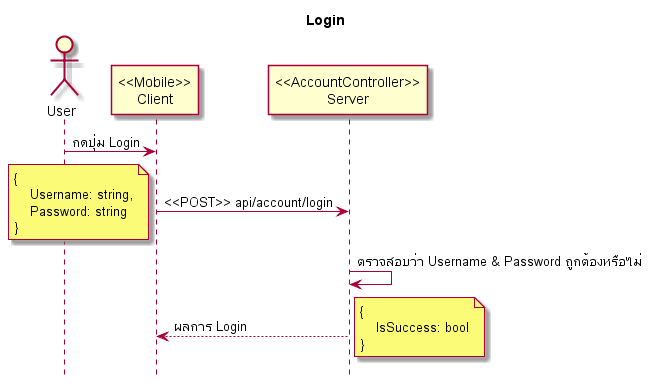 Login
User
<<Mobile>>
Client
<<AccountController>>
Server
กดปุ่ม Login
{
Username: string,
Password: string
}
<<POST>> api/account/login
ตรวจสอบว่า Username & Password ถูกต้องหรือไม่
ผลการ Login
{
IsSuccess: bool
}